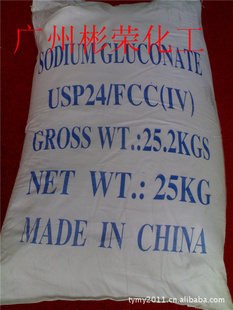 广州彬荣化工
SODIUM GLUCONATE
USP24/FCC(IV)
GROSS WT.:25.2KGS
NET WT.: 25KG
MADE IN CHINA
tymy2011.cn.alibaba.com